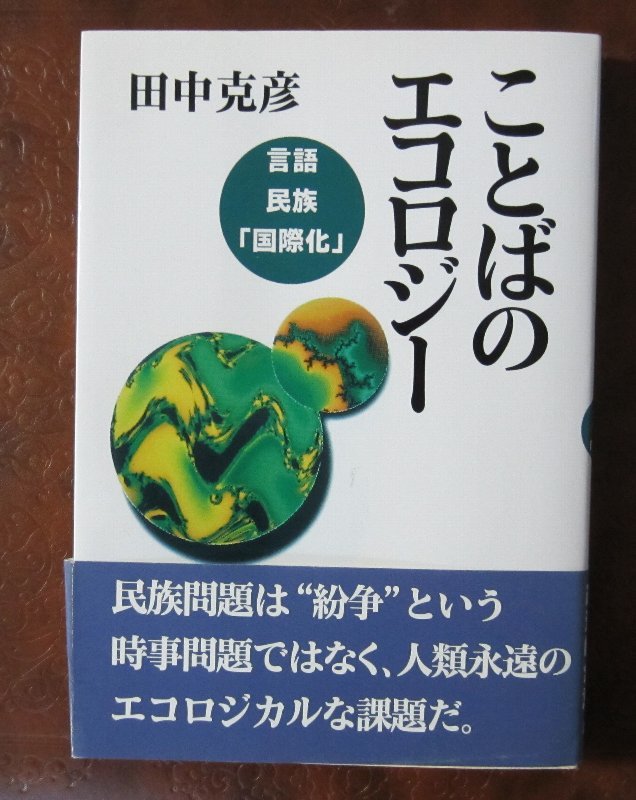 ことばの
エコロジー
田中克彦
言語
民族
「国際化」
民族問題は“紛争”という
時事問題ではなく、人類永遠の
エコロジカルな課題だ。